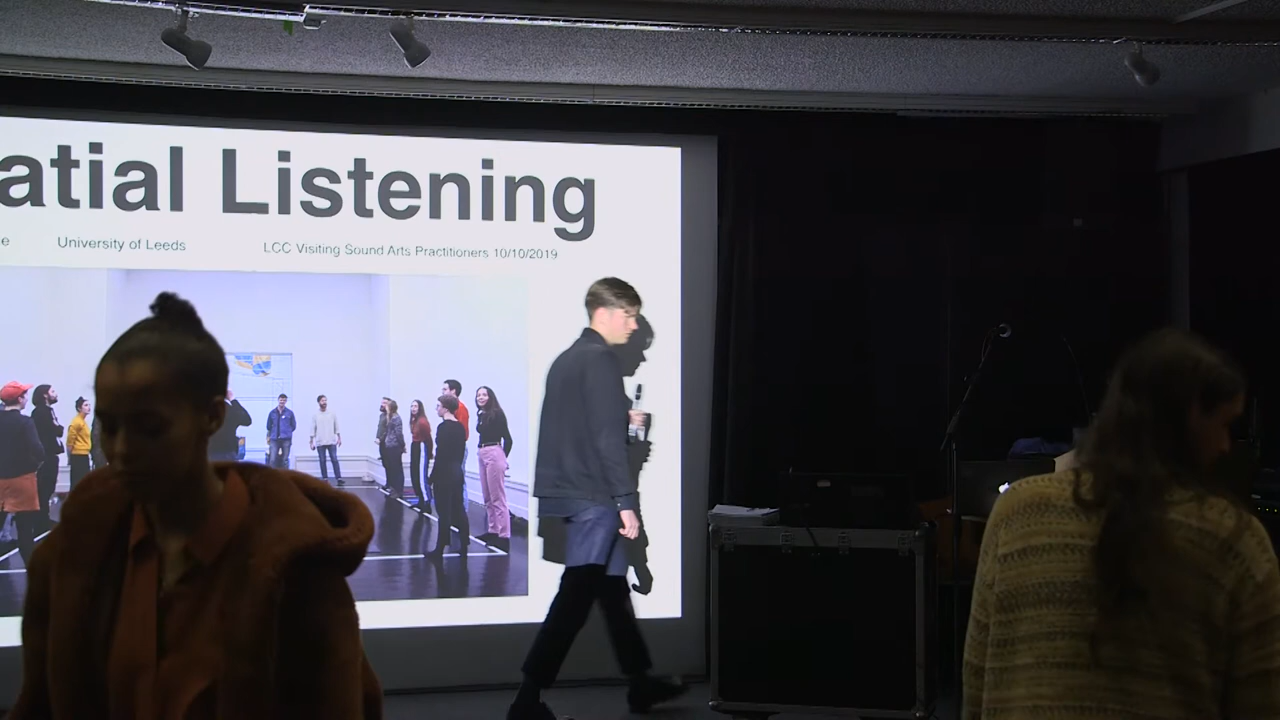 atial Listening
e University of Leeds LCC Visiting Sound Arts Practitioners 10/10/2019